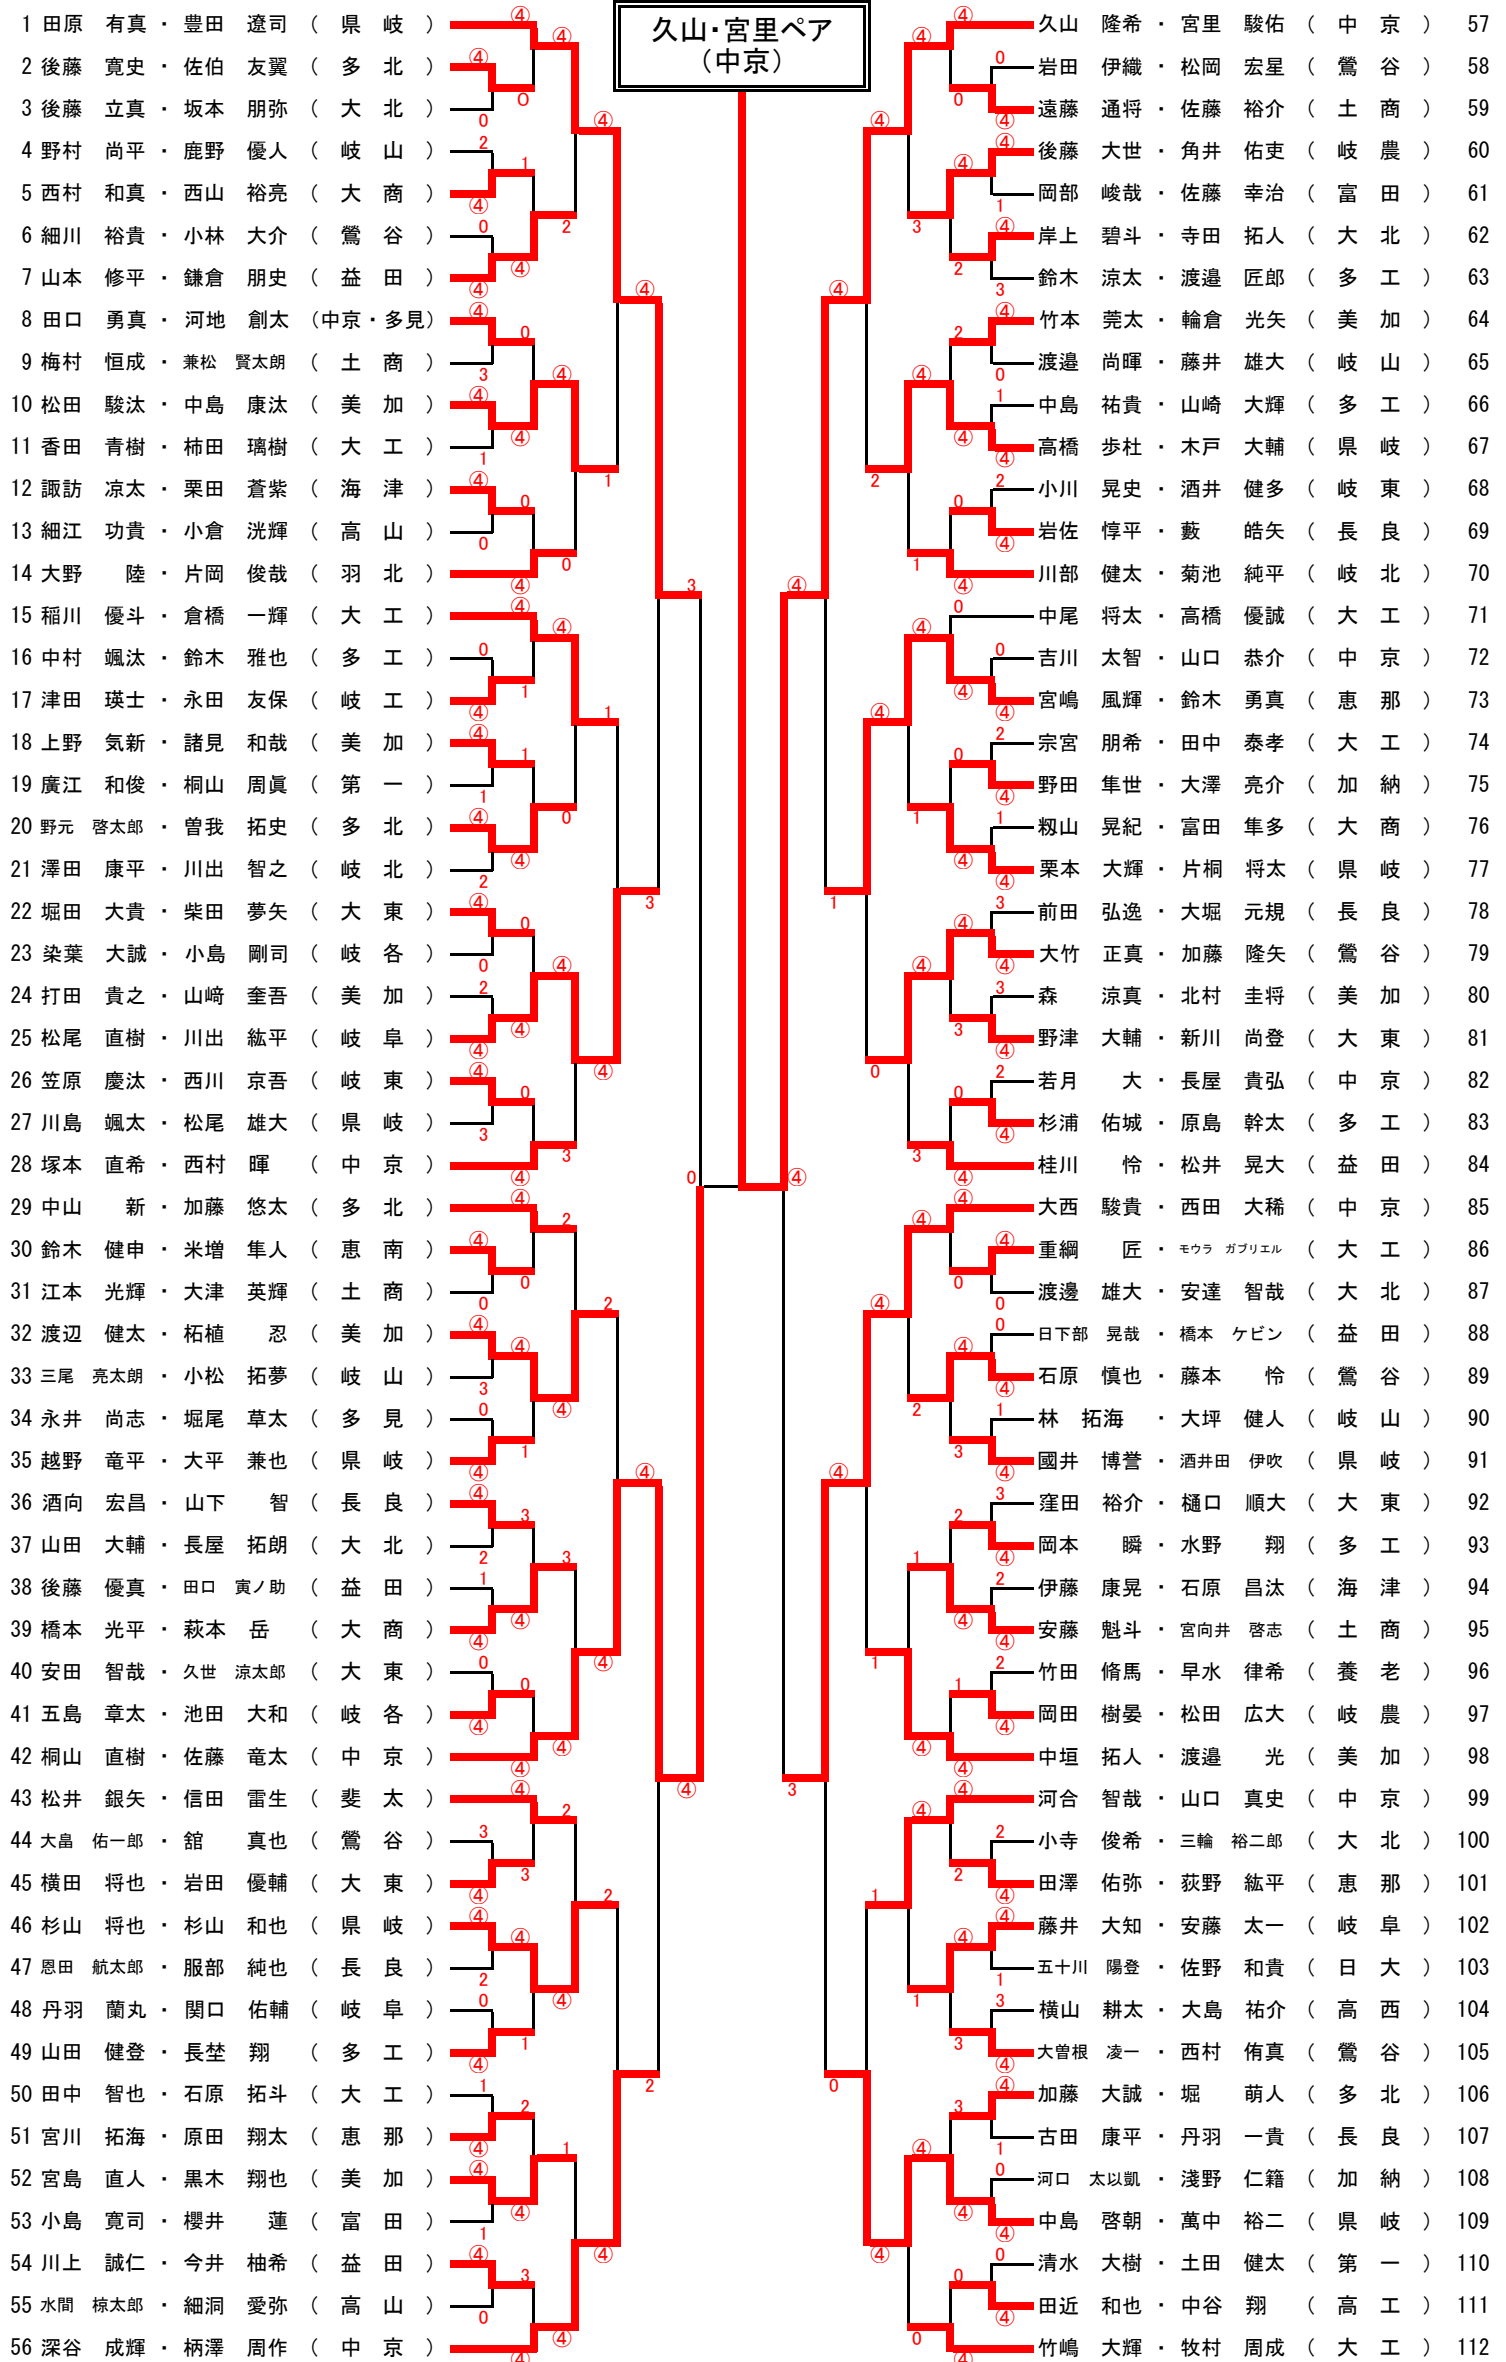 久山・宮里ペア
（中京）
1 田原 有真 ・ 豊田 遼司 （ 県 岐 ）
2 後藤 寛史 ・ 佐伯 友翼 （ 多 北 ）
3 後藤 立真 ・ 坂本 朋弥 （ 大 北 ）
4 野村 尚平 ・ 鹿野 優人 （ 岐 山 ）
5 西村 和真 ・ 西山 裕亮 （ 大 商 ）
6 細川 裕貴 ・ 小林 大介 （ 鶯 谷 ）
7 山本 修平 ・ 鎌倉 朋史 （ 益 田 ）
8 田口 勇真 ・ 河地 創太 （中京・多見）
9 梅村 恒成 ・ 兼松 賢太朗 （ 土 商 ）
10 松田 駿汰 ・ 中島 康汰 （ 美 加 ）
11 香田 青樹 ・ 柿田 璃樹 （ 大 工 ）
12 諏訪 凉太 ・ 栗田 蒼紫 （ 海 津 ）
13 細江 功貴 ・ 小倉 洸輝 （ 高 山 ）
14 大野 陸 ・ 片岡 俊哉 （ 羽 北 ）
15 稲川 優斗 ・ 倉橋 一輝 （ 大 工 ）
16 中村 颯汰 ・ 鈴木 雅也 （ 多 工 ）
17 津田 瑛士 ・ 永田 友保 （ 岐 工 ）
18 上野 気新 ・ 諸見 和哉 （ 美 加 ）
19 廣江 和俊 ・ 桐山 周眞 （ 第 一 ）
20 野元 啓太郎 ・ 曽我 拓史 （ 多 北 ）
21 澤田 康平 ・ 川出 智之 （ 岐 北 ）
22 堀田 大貴 ・ 柴田 夢矢 （ 大 東 ）
23 染葉 大誠 ・ 小島 剛司 （ 岐 各 ）
24 打田 貴之 ・ 山﨑 奎吾 （ 美 加 ）
25 松尾 直樹 ・ 川出 紘平 （ 岐 阜 ）
26 笠原 慶汰 ・ 西川 京吾 （ 岐 東 ）
27 川島 颯太 ・ 松尾 雄大 （ 県 岐 ）
28 塚本 直希 ・ 西村 暉 （ 中 京 ）
29 中山 新 ・ 加藤 悠太 （ 多 北 ）
30 鈴木 健申 ・ 米増 隼人 （ 恵 南 ）
31 江本 光輝 ・ 大津 英輝 （ 土 商 ）
32 渡辺 健太 ・ 柘植 忍 （ 美 加 ）
33 三尾 亮太朗 ・ 小松 拓夢 （ 岐 山 ）
34 永井 尚志 ・ 堀尾 草太 （ 多 見 ）
35 越野 竜平 ・ 大平 兼也 （ 県 岐 ）
36 酒向 宏昌 ・ 山下 智 （ 長 良 ）
37 山田 大輔 ・ 長屋 拓朗 （ 大 北 ）
38 後藤 優真 ・ 田口 寅ノ助 （ 益 田 ）
39 橋本 光平 ・ 萩本 岳 （ 大 商 ）
40 安田 智哉 ・ 久世 涼太郎 （ 大 東 ）
41 五島 章太 ・ 池田 大和 （ 岐 各 ）
42 桐山 直樹 ・ 佐藤 竜太 （ 中 京 ）
43 松井 銀矢 ・ 信田 雷生 （ 斐 太 ）
44 大畠 佑一郎 ・ 舘 真也 （ 鶯 谷 ）
45 横田 将也 ・ 岩田 優輔 （ 大 東 ）
46 杉山 将也 ・ 杉山 和也 （ 県 岐 ）
47 恩田 航太郎 ・ 服部 純也 （ 長 良 ）
48 丹羽 蘭丸 ・ 関口 佑輔 （ 岐 阜 ）
49 山田 健登 ・ 長埜 翔 （ 多 工 ）
50 田中 智也 ・ 石原 拓斗 （ 大 工 ）
51 宮川 拓海 ・ 原田 翔太 （ 恵 那 ）
52 宮島 直人 ・ 黒木 翔也 （ 美 加 ）
53 小島 寛司 ・ 櫻井 蓮 （ 富 田 ）
54 川上 誠仁 ・ 今井 柚希 （ 益 田 ）
55 水間 椋太郎 ・ 細洞 愛弥 （ 高 山 ）
56 深谷 成輝 ・ 柄澤 周作 （ 中 京 ）
久山 隆希 ・ 宮里 駿佑 （ 中 京 ） 57
岩田 伊織 ・ 松岡 宏星 （ 鶯 谷 ） 58
遠藤 通将 ・ 佐藤 裕介 （ 土 商 ） 59
後藤 大世 ・ 角井 佑吏 （ 岐 農 ） 60
岡部 峻哉 ・ 佐藤 幸治 （ 富 田 ） 61
岸上 碧斗 ・ 寺田 拓人 （ 大 北 ） 62
鈴木 涼太 ・ 渡邉 匠郎 （ 多 工 ） 63
竹本 莞太 ・ 輪倉 光矢 （ 美 加 ） 64
渡邉 尚暉 ・ 藤井 雄大 （ 岐 山 ） 65
中島 祐貴 ・ 山崎 大輝 （ 多 工 ） 66
高橋 歩杜 ・ 木戸 大輔 （ 県 岐 ） 67
小川 晃史 ・ 酒井 健多 （ 岐 東 ） 68
岩佐 惇平 ・ 藪 皓矢 （ 長 良 ） 69
川部 健太 ・ 菊池 純平 （ 岐 北 ） 70
中尾 将太 ・ 高橋 優誠 （ 大 工 ） 71
吉川 太智 ・ 山口 恭介 （ 中 京 ） 72
宮嶋 風輝 ・ 鈴木 勇真 （ 恵 那 ） 73
宗宮 朋希 ・ 田中 泰孝 （ 大 工 ） 74
野田 隼世 ・ 大澤 亮介 （ 加 納 ） 75
籾山 晃紀 ・ 富田 隼多 （ 大 商 ） 76
栗本 大輝 ・ 片桐 将太 （ 県 岐 ） 77
前田 弘逸 ・ 大堀 元規 （ 長 良 ） 78
大竹 正真 ・ 加藤 隆矢 （ 鶯 谷 ） 79
森 涼真 ・ 北村 圭将 （ 美 加 ） 80
野津 大輔 ・ 新川 尚登 （ 大 東 ） 81
若月 大 ・ 長屋 貴弘 （ 中 京 ） 82
杉浦 佑城 ・ 原島 幹太 （ 多 工 ） 83
桂川 怜 ・ 松井 晃大 （ 益 田 ） 84
大西 駿貴 ・ 西田 大稀 （ 中 京 ） 85
重綱 匠 ・ モウラ ガブリエル （ 大 工 ） 86
渡邊 雄大 ・ 安達 智哉 （ 大 北 ） 87
日下部 晃哉 ・ 橋本 ケビン （ 益 田 ） 88
石原 慎也 ・ 藤本 怜 （ 鶯 谷 ） 89
林 拓海 ・ 大坪 健人 （ 岐 山 ） 90
國井 博誉 ・ 酒井田 伊吹 （ 県 岐 ） 91
窪田 裕介 ・ 樋口 順大 （ 大 東 ） 92
岡本 瞬 ・ 水野 翔 （ 多 工 ） 93
伊藤 康晃 ・ 石原 昌汰 （ 海 津 ） 94
安藤 魁斗 ・ 宮向井 啓志 （ 土 商 ） 95
竹田 脩馬 ・ 早水 律希 （ 養 老 ） 96
岡田 樹晏 ・ 松田 広大 （ 岐 農 ） 97
中垣 拓人 ・ 渡邉 光 （ 美 加 ） 98
河合 智哉 ・ 山口 真史 （ 中 京 ） 99
小寺 俊希 ・ 三輪 裕二郎 （ 大 北 ） 100
田澤 佑弥 ・ 荻野 紘平 （ 恵 那 ） 101
藤井 大知 ・ 安藤 太一 （ 岐 阜 ） 102
五十川 陽登 ・ 佐野 和貴 （ 日 大 ） 103
横山 耕太 ・ 大島 祐介 （ 高 西 ） 104
大曽根 凌一 ・ 西村 侑真 （ 鶯 谷 ） 105
加藤 大誠 ・ 堀 萌人 （ 多 北 ） 106
古田 康平 ・ 丹羽 一貴 （ 長 良 ） 107
河口 太以凱 ・ 淺野 仁籍 （ 加 納 ） 108
中島 啓朝 ・ 萬中 裕二 （ 県 岐 ） 109
清水 大樹 ・ 土田 健太 （ 第 一 ） 110
田近 和也 ・ 中谷 翔 （ 高 工 ） 111
竹嶋 大輝 ・ 牧村 周成 （ 大 工 ） 112